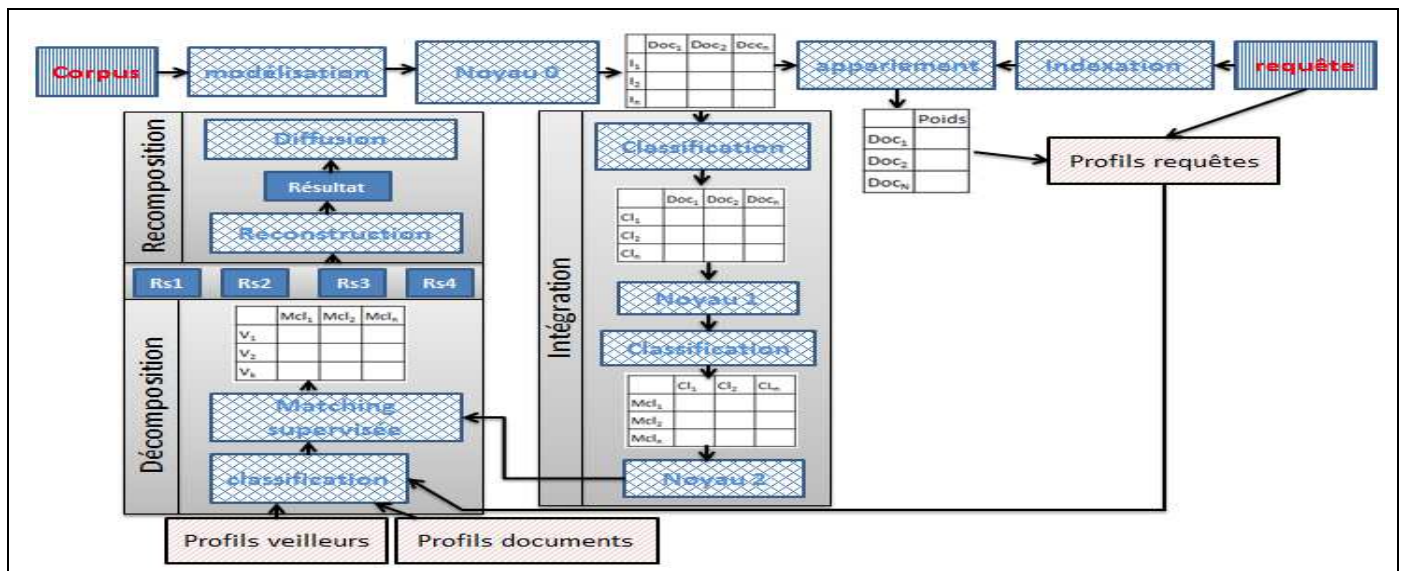 Corpus
modélisation
Noyau 0
Doc1 Doc2 Docn
I1
I2
In
appariement
Indexation
requête
Poids
Doc1
Doc2
DocN
Profils requêtes
Recomposition
Diffusion
Résultat
Reconstruction
Rs1 Rs2 Rs3 Rs4
Décomposition
Mcl1 Mcl2 Mcln
V1
V2
Vk
Matching
supervisée
classification
Profils veilleurs
Profils documents
Intégration
Classification
Doc1 Doc2 Docn
Cl1
Cl2
Cln
Noyau 1
Classification
Cl1 Cl2 Cln
Mcl1
Mcl2
Mcln
Noyau 2